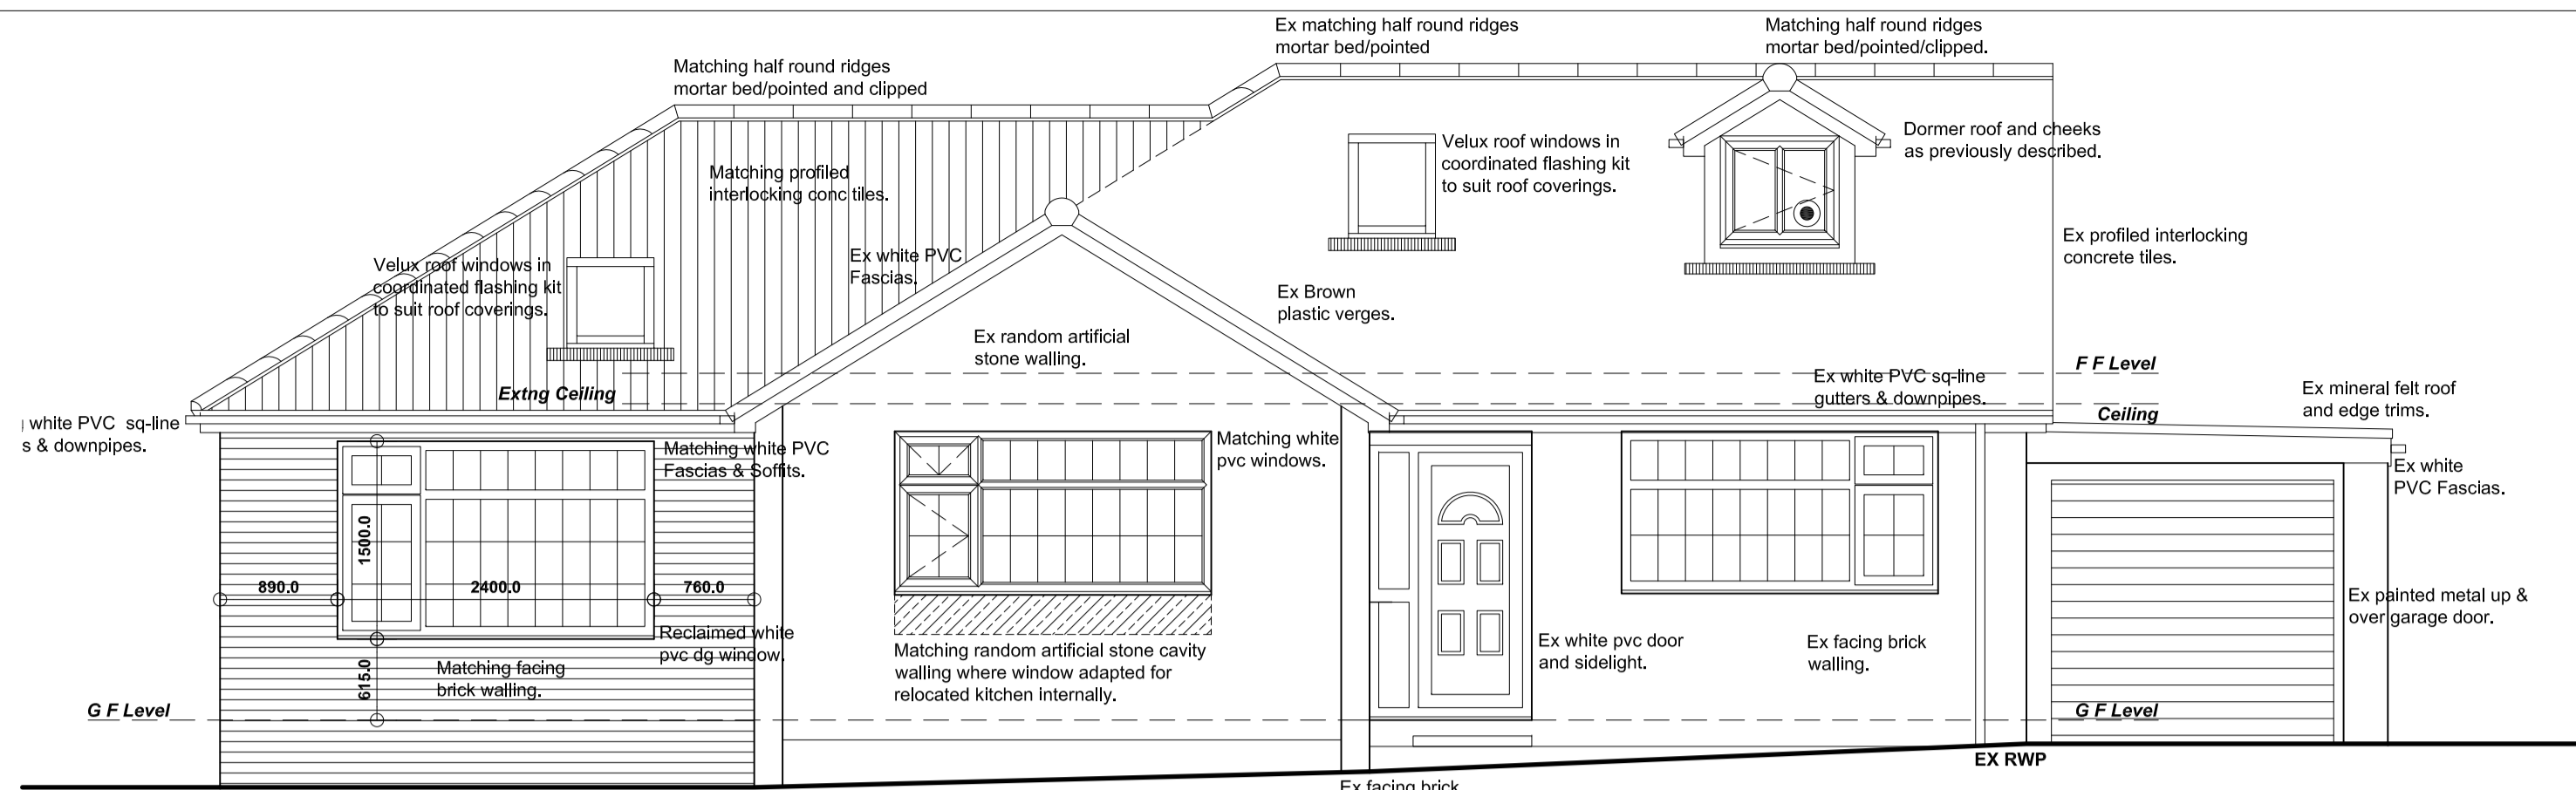 Ex matching half round ridges
mortar bed/pointed
Matching half round ridges
mortar bed/pointed/clipped.
Matching half round ridges
mortar bed/pointed and clipped
Velux roof windows in
coordinated flashing kit
to suit roof coverings.
Dormer roof and cheeks
as previously described.
Matching profiled
interlocking conc tiles.
Ex profiled interlocking
concrete tiles.
Ex white PVC
Fascias.
Velux roof windows in
coordinated flashing kit
to suit roof coverings.
Ex Brown
plastic verges.
Ex random artificial
stone walling.
F F Level
Extng Ceiling
Ex white PVC sq-line
gutters & downpipes.
Ceiling
Ex mineral felt roof
and edge trims.
white PVC sq-line
s & downpipes.
Matching white PVC
Fascias & Soffits.
Matching white
pvc windows.
Ex white
PVC Fascias.
1500.0
890.0
2400.0
760.0
Ex painted metal up &
over garage door.
Reclaimed white
pvc dg window.
615.0
Matching facing
brick walling.
Matching random artificial stone cavity
walling where window adapted for
relocated kitchen internally.
Ex white pvc door
and sidelight.
Ex facing brick
walling.
G F Level
G F Level
EX RWP
Ex facing brick